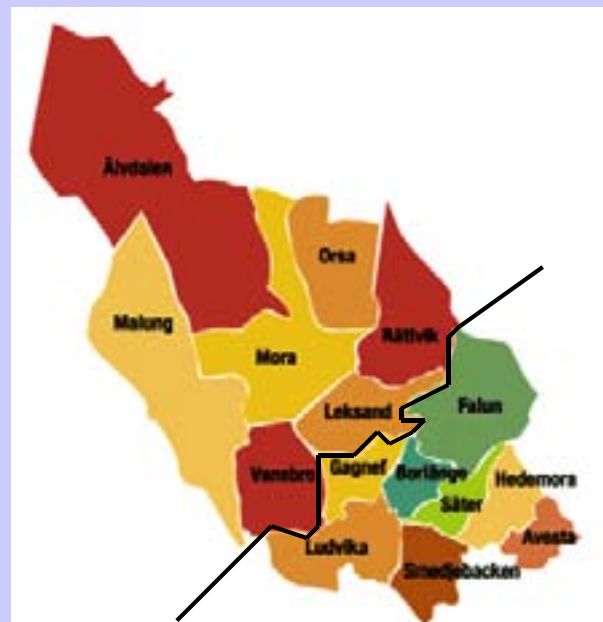 Älvdalen
Orsa
Malung
Rättvik
Mora
Leksand
Falun
Vansbro
Gagnef
Borlänge
Hedemora
Säter
Avesta
Ludvika
Smedjebacken